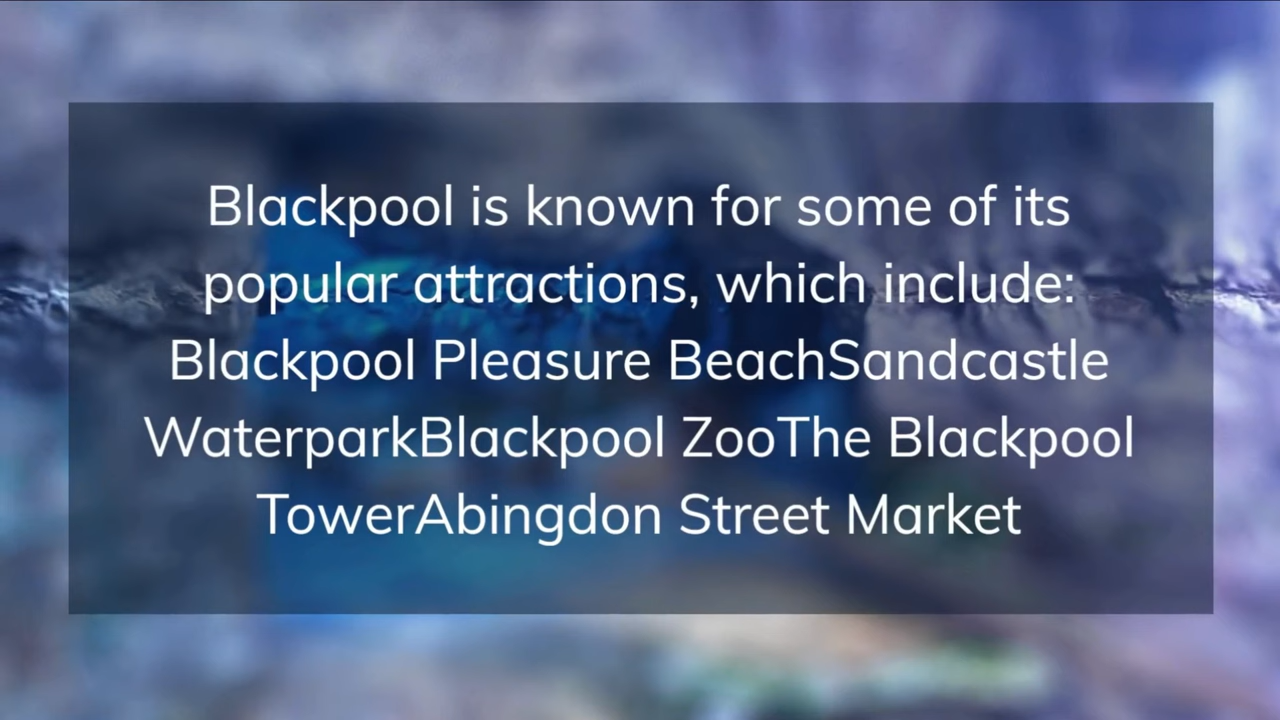 Blackpool is known for some of its
popular attractions, which include:
Blackpool Pleasure BeachSandcastle
WaterparkBlackpool ZooThe Blackpool
TowerAbingdon Street Market